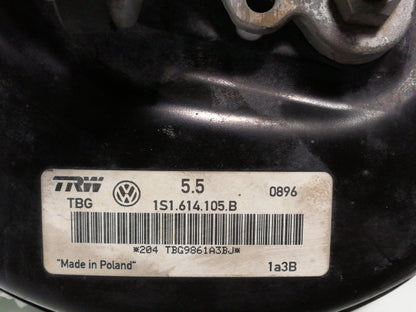 TRW 5.5 0896
TBG 1S1.614.105.B
*204 TBG9861A3BJ*
"Made in Poland" 1a3B